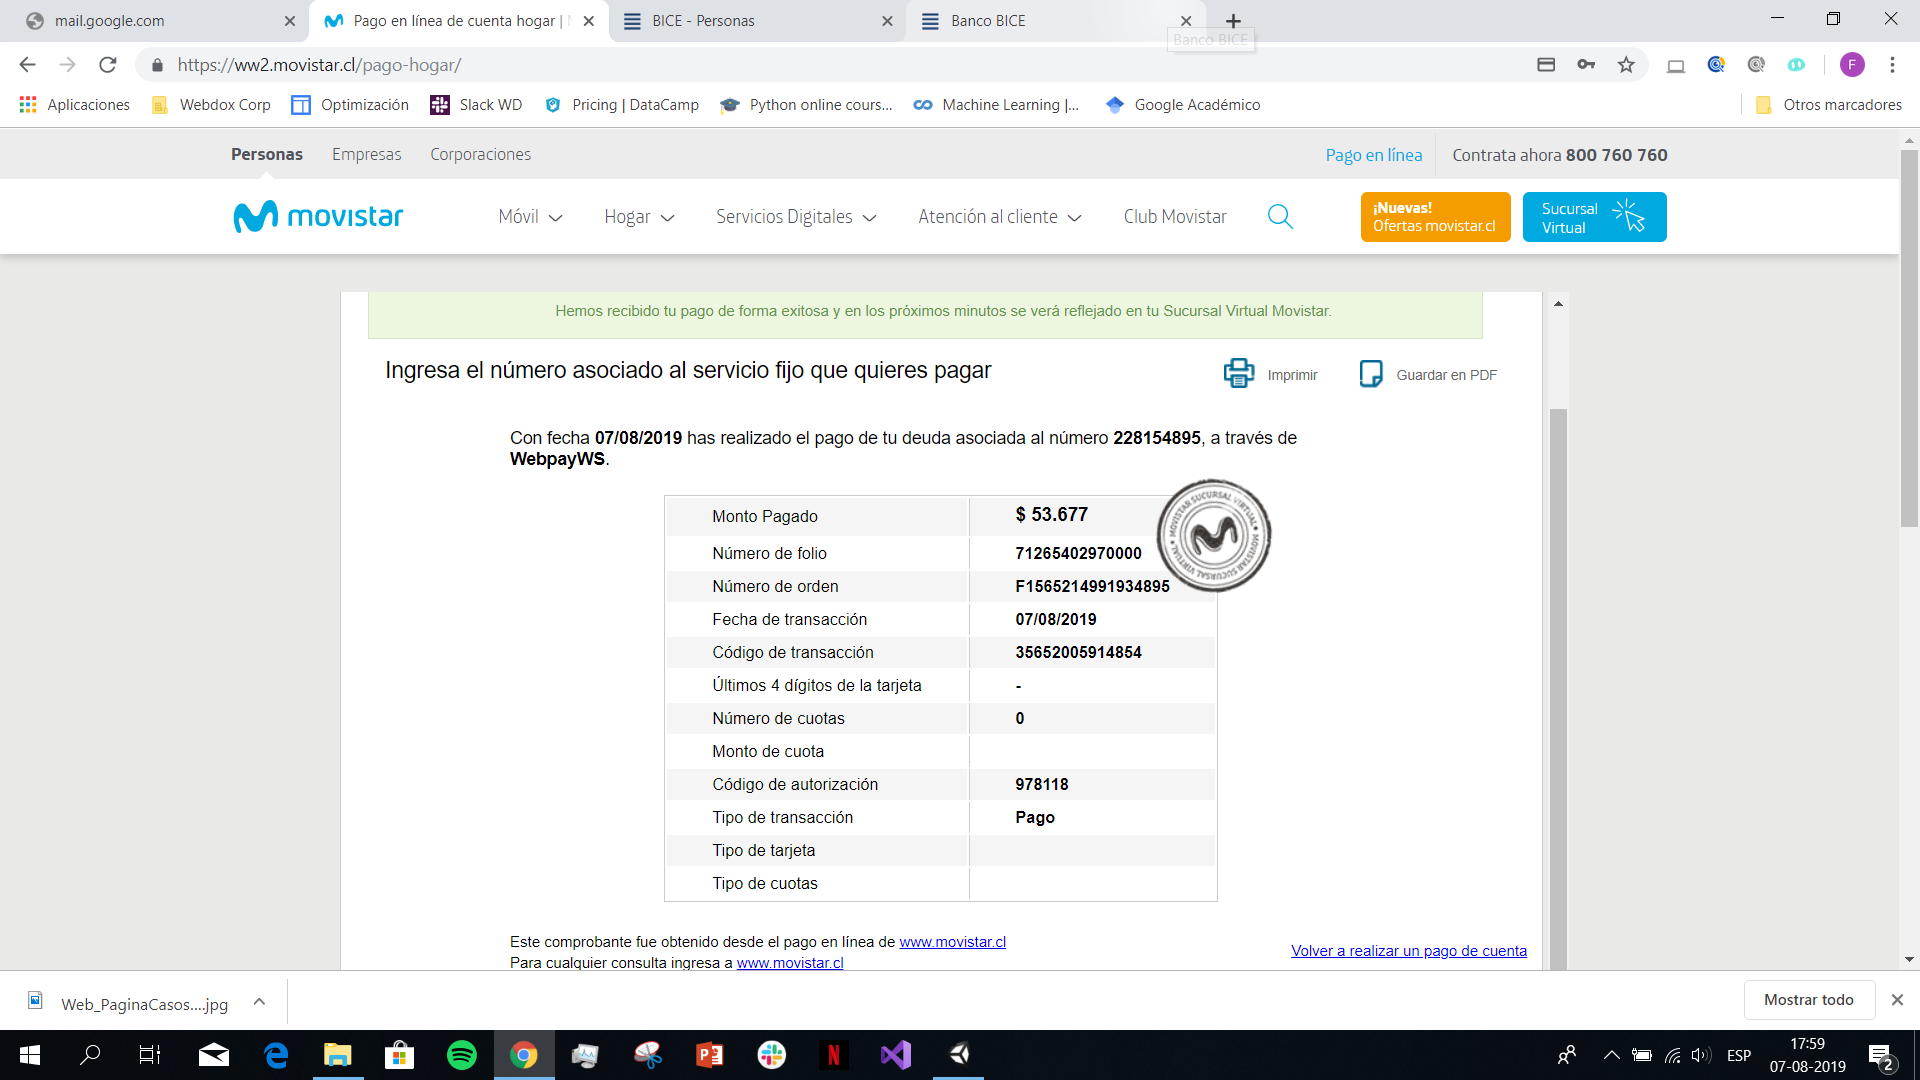 mail.google.com
Pago en línea de cuenta hogar |
BICE - Personas
Banco BICE
Banco BICE
https://ww2.movistar.cl/pago-hogar/
F
Aplicaciones
Webdox Corp
Optimización
Slack WD
Pricing | DataCamp
Python online cours...
Machine Learning |...
Google Académico
Otros marcadores
Personas
Empresas
Corporaciones
Pago en línea
Contrata ahora 800 760 760
movistar
Móvil
Hogar
Servicios Digitales
Atención al cliente
Club Movistar
¡Nuevas!
Ofertas movistar.cl
Sucursal
Virtual
Hemos recibido tu pago de forma exitosa y en los próximos minutos se verá reflejado en tu Sucursal Virtual Movistar.
Ingresa el número asociado al servicio fijo que quieres pagar
Imprimir
Guardar en PDF
Con fecha 07/08/2019 has realizado el pago de tu deuda asociada al número 228154895, a través de
WebpayWS.
Monto Pagado $ 53.677
MOVISTAR SUCURSAL VIRTUAL • MOVISTAR SUCURSAL VIRTUAL •
Número de folio 71265402970000
Número de orden F1565214991934895
Fecha de transacción 07/08/2019
Código de transacción 35652005914854
Últimos 4 dígitos de la tarjeta -
Número de cuotas 0
Monto de cuota
Código de autorización 978118
Tipo de transacción Pago
Tipo de tarjeta
Tipo de cuotas
Este comprobante fue obtenido desde el pago en línea de www.movistar.cl
Para cualquier consulta ingresa a www.movistar.cl
Volver a realizar un pago de cuenta
Web_PaginaCasos....jpg
Mostrar todo
ESP
17:59
07-08-2019
2